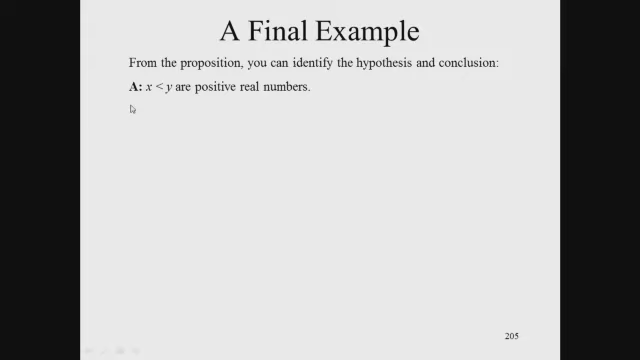 A Final Example
From the proposition, you can identify the hypothesis and conclusion:
A: x < y are positive real numbers.
205